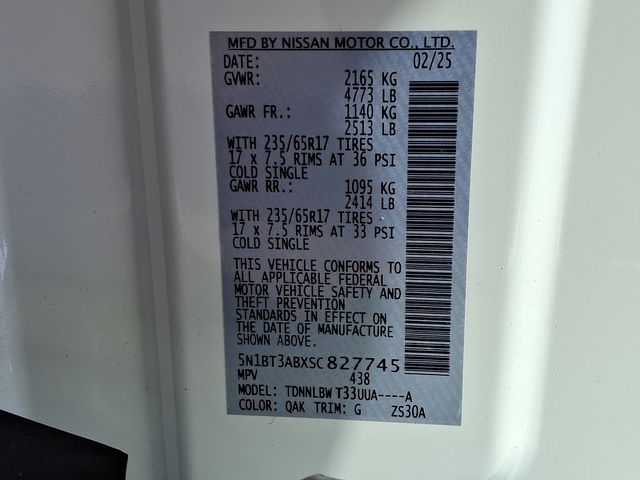 MFD BY NISSAN MOTOR CO., LTD.
DATE: 02/25
GVWR: 2165 KG
4773 LB
GAWR FR.: 1140 KG
2513 LB
WITH 235/65R17 TIRES
17 x 7.5 RIMS AT 36 PSI
COLD SINGLE
GAWR RR.: 1095 KG
2414 LB
WITH 235/65R17 TIRES
17 x 7.5 RIMS AT 33 PSI
COLD SINGLE
THIS VEHICLE CONFORMS TO
ALL APPLICABLE FEDERAL
MOTOR VEHICLE SAFETY AND
THEFT PREVENTION
STANDARDS IN EFFECT ON
THE DATE OF MANUFACTURE
SHOWN ABOVE.
5N1BT3ABXSC827745
MPV 438
MODEL: TDNNLBW T33UUA----A
COLOR: QAK TRIM: G ZS30A